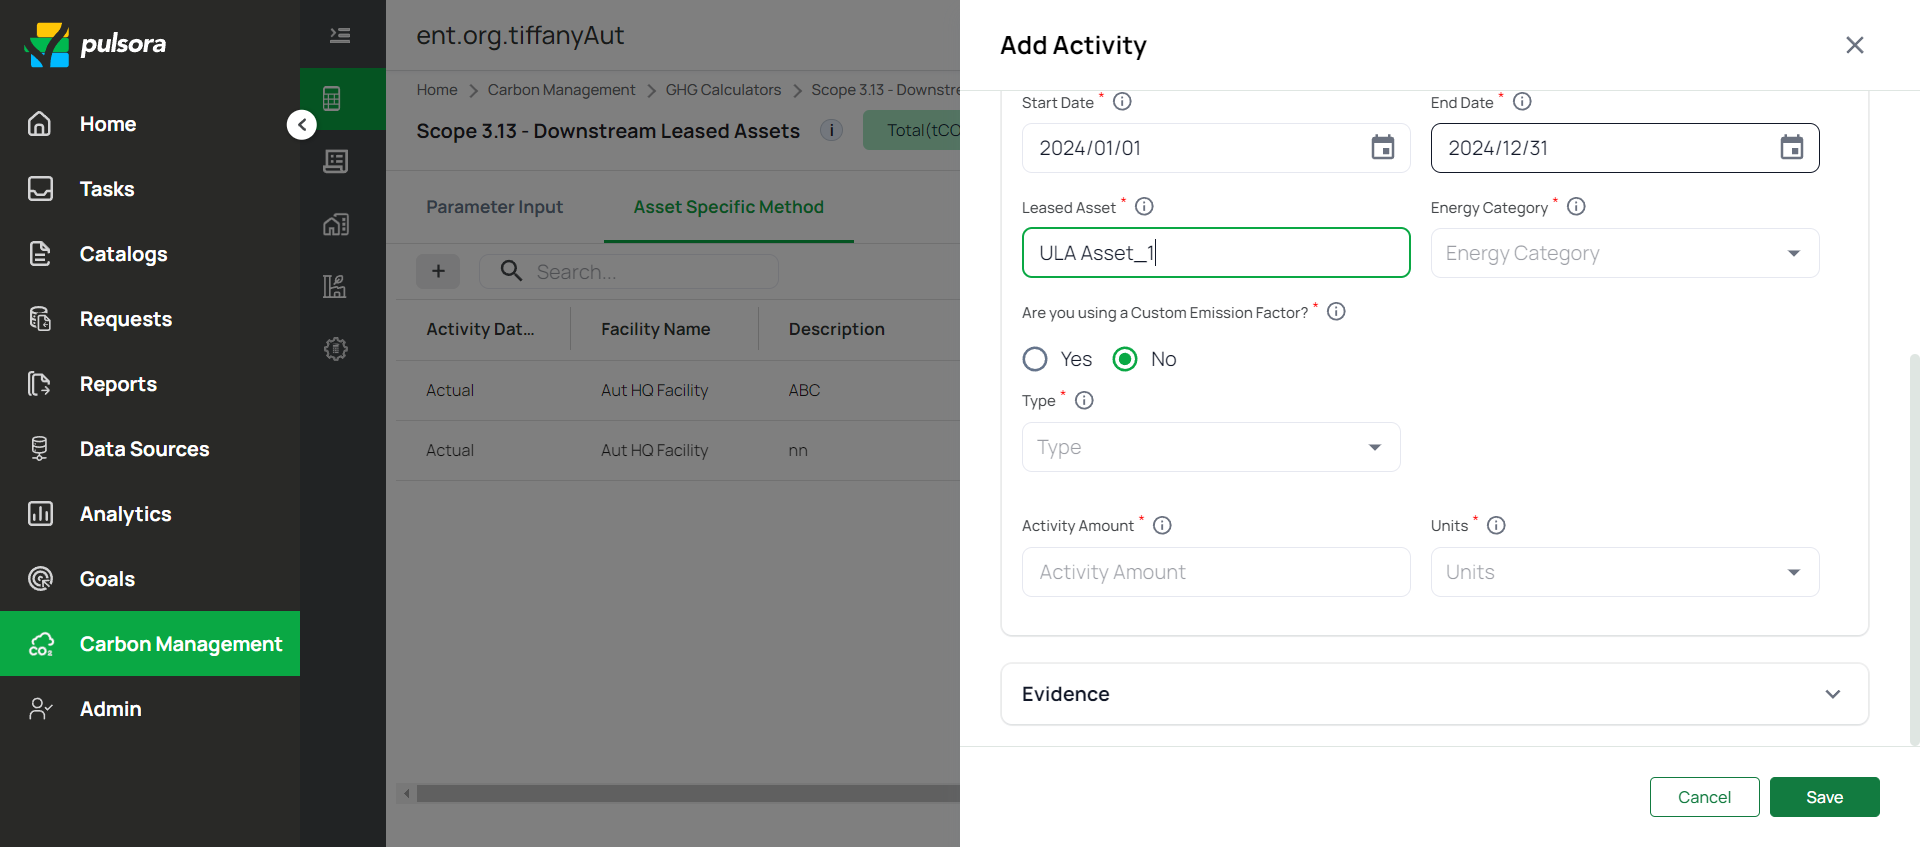 pulsora
Home
Tasks
Catalogs
Requests
Reports
Data Sources
Analytics
Goals
Carbon Management
Admin
ent.org.tiffanyAut
Home > Carbon Management > GHG Calculators > Scope 3.13 - Downstre
Scope 3.13 - Downstream Leased Assets
Total(tCC
Parameter Input
Asset Specific Method
+
Search...
Activity Dat... Facility Name Description
Actual Aut HQ Facility ABC
Actual Aut HQ Facility nn
Add Activity
Start Date *
End Date *
2024/01/01
2024/12/31
Leased Asset *
Energy Category *
ULA Asset_1
Energy Category
Are you using a Custom Emission Factor? *
Yes
No
Type *
Type
Activity Amount *
Units *
Activity Amount
Units
Evidence
Cancel
Save